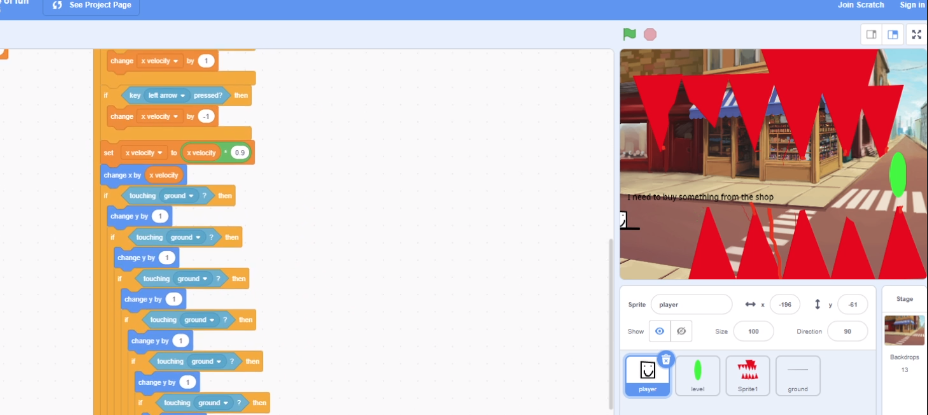 See Project Page
Join Scratch
Sign in
change x velocity by 1
if key left arrow pressed? then
change x velocity by -1
set x velocity to x velocity * 0.9
change x by x velocity
if touching ground ? then
change y by 1
if touching ground ? then
change y by 1
if touching ground ? then
change y by 1
if touching ground ? then
change y by 1
if touching ground ? then
change y by 1
if touching ground ? then
I need to buy something from the shop
Sprite player x -196 y -61
Show Size 100 Direction 90
player level Sprite1 ground
Stage
Backdrops
13